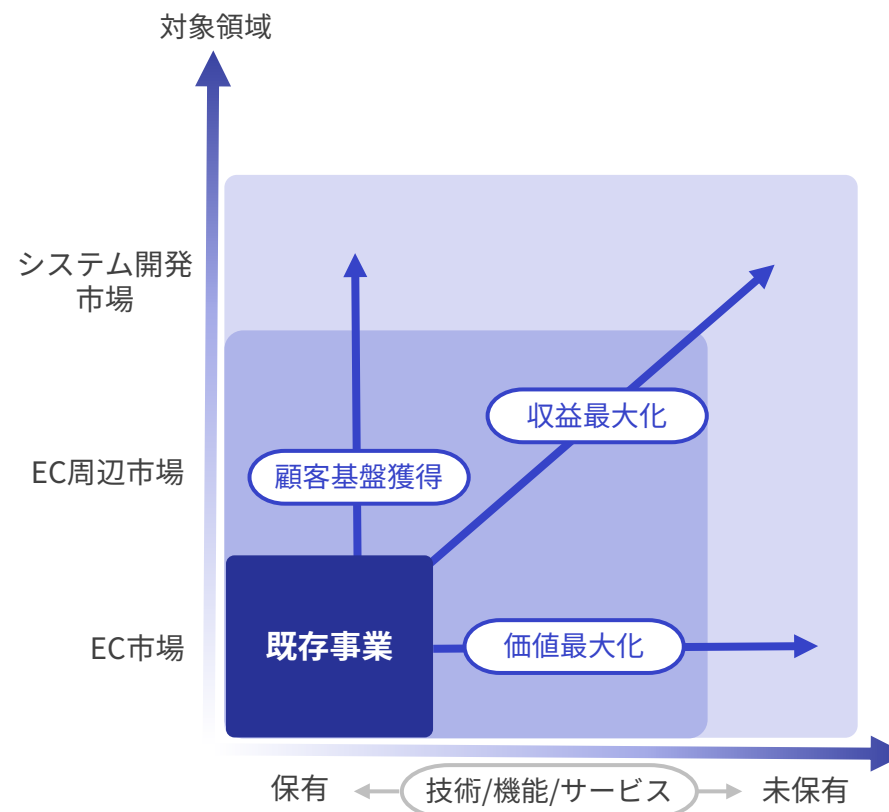 対象領域
システム開発
市場
収益最大化
EC周辺市場
顧客基盤獲得
EC市場
既存事業
価値最大化
保有
技術/機能/サービス
未保有